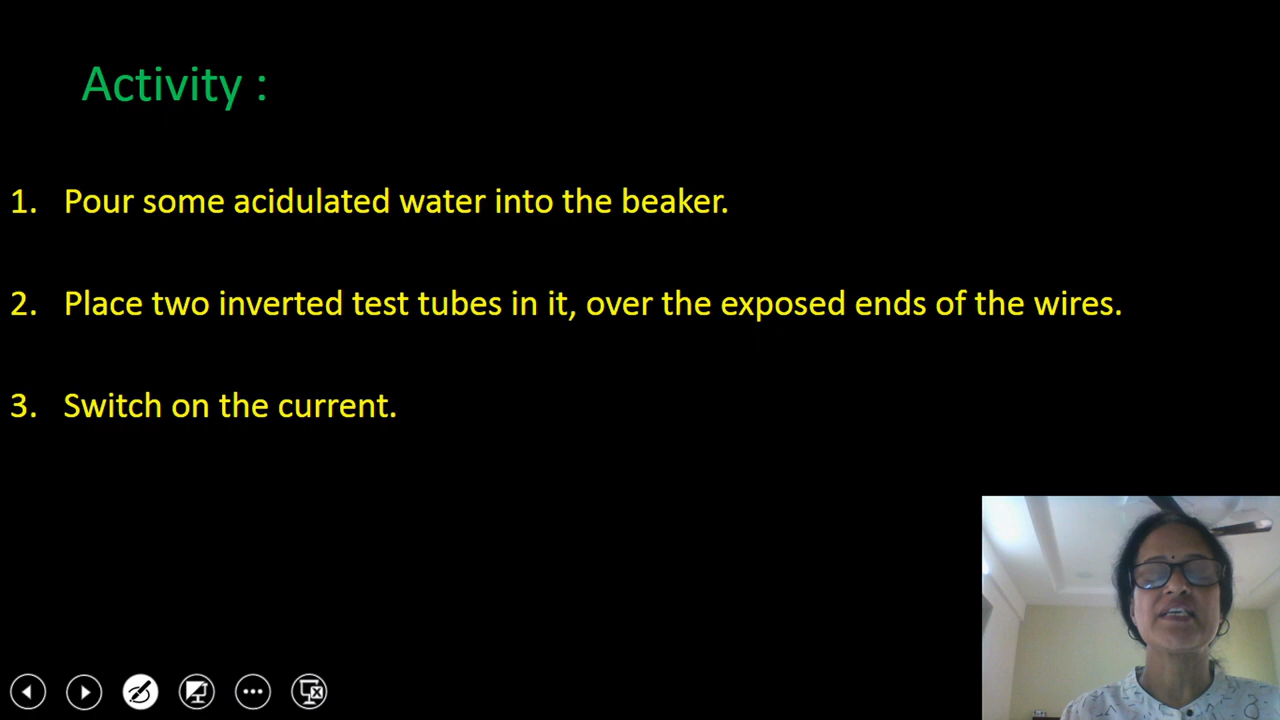 Activity :
1. Pour some acidulated water into the beaker.
2. Place two inverted test tubes in it, over the exposed ends of the wires.
3. Switch on the current.